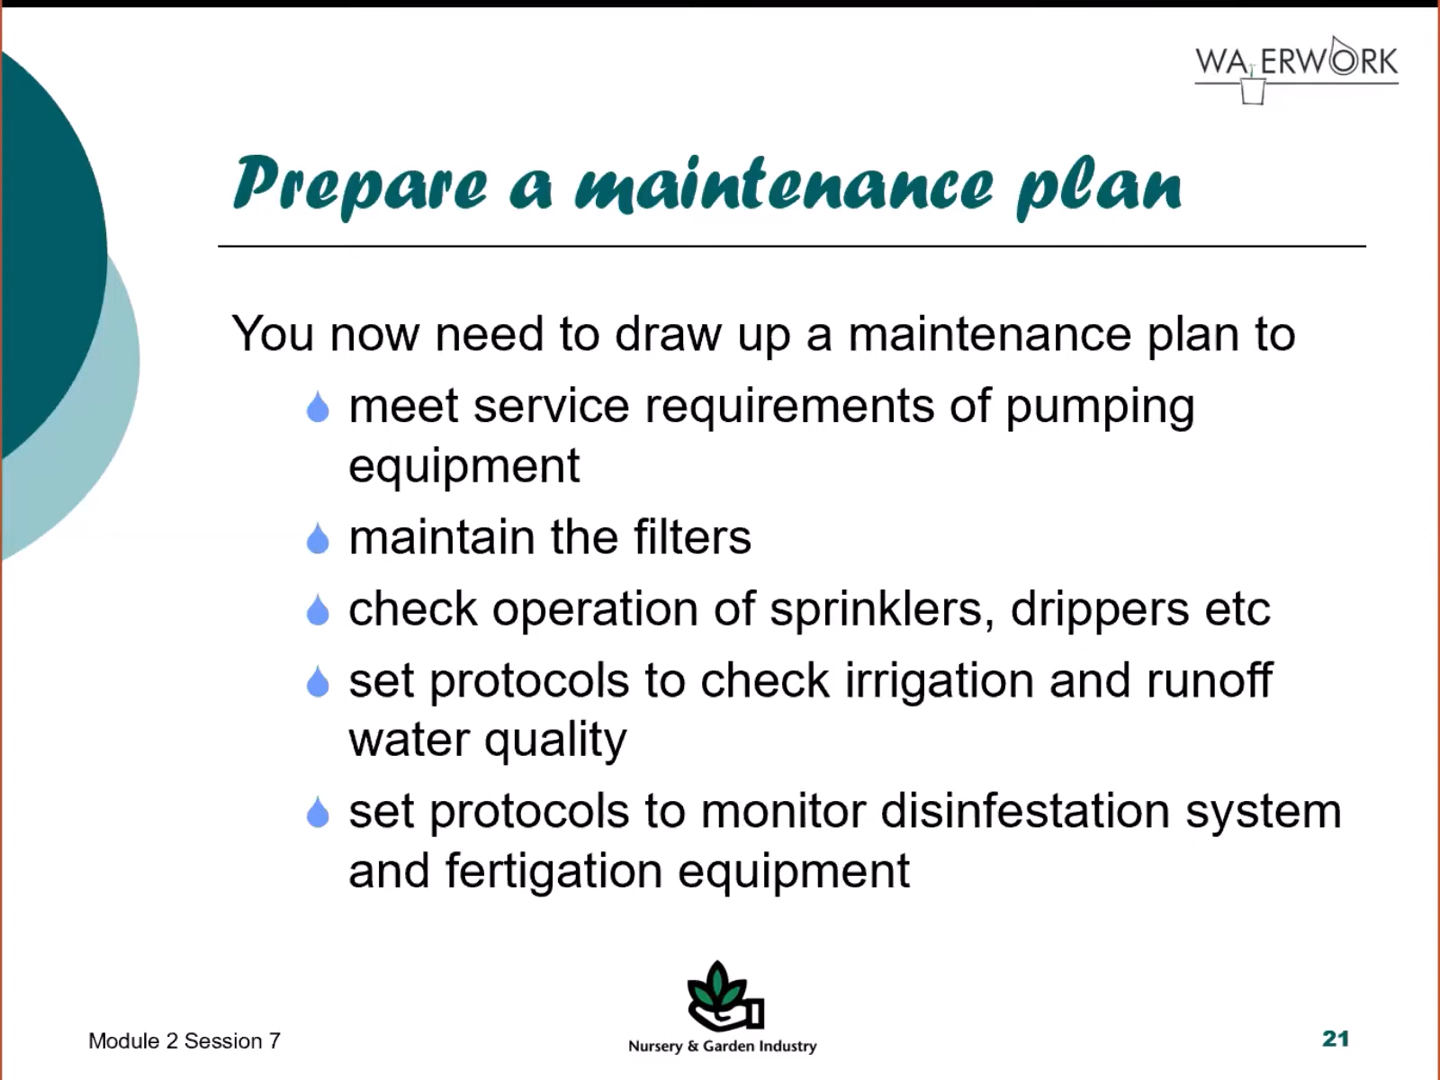 WATERWORK
Prepare a maintenance plan
You now need to draw up a maintenance plan to
meet service requirements of pumping
equipment
maintain the filters
check operation of sprinklers, drippers etc
set protocols to check irrigation and runoff
water quality
set protocols to monitor disinfestation system
and fertigation equipment
Module 2 Session 7
Nursery & Garden Industry
21